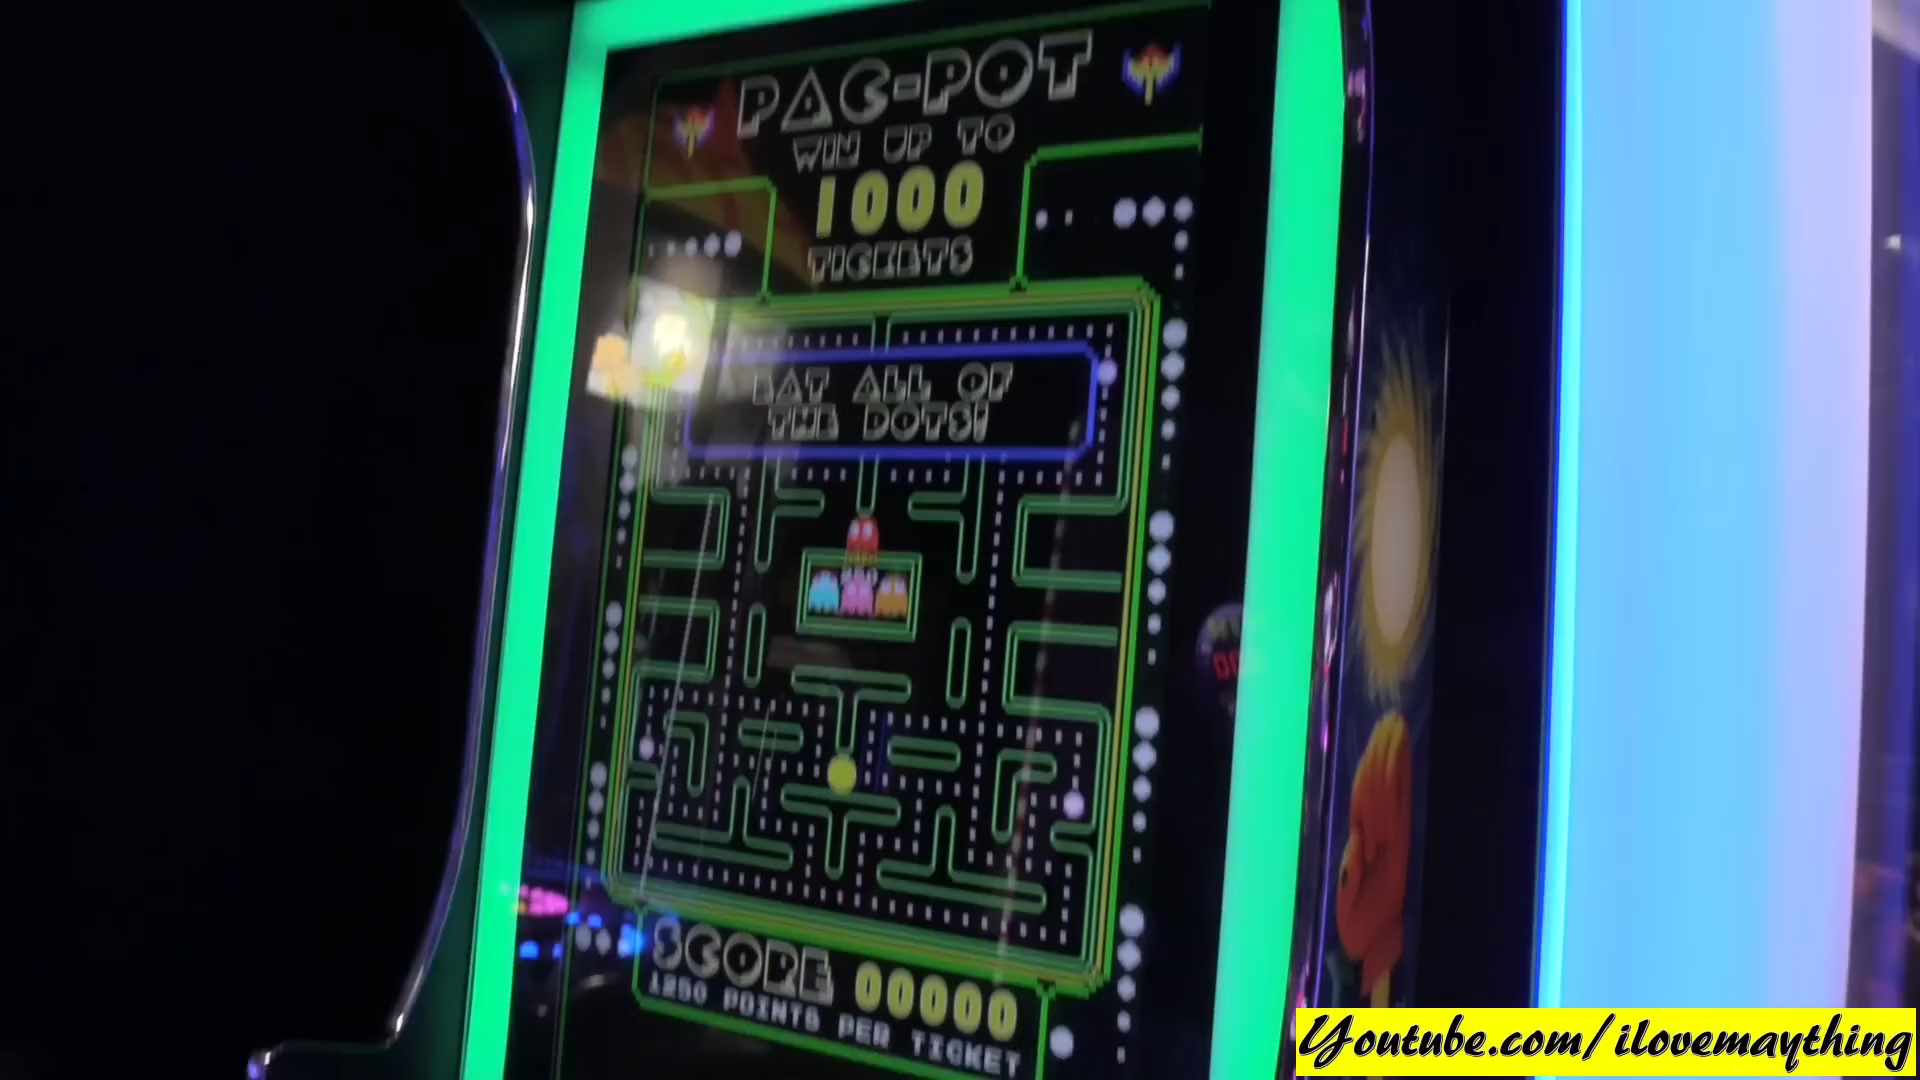 PAC-POT
WIN UP TO
1000
TICKETS
EAT ALL OF
THE DOTS!
SCORE 00000
1250 POINTS PER TICKET
Youtube.com/ilovemaything